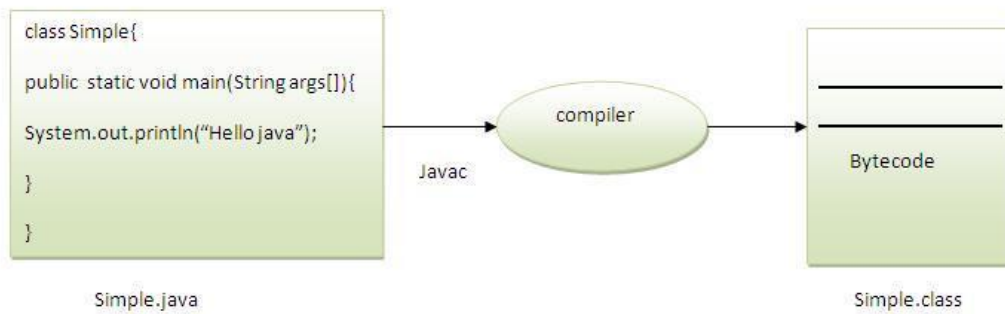 class Simple{
public static void main(String args[]){
System.out.println(“Hello java”);
}
}
Simple.java
Javac
compiler
Bytecode
Simple.class